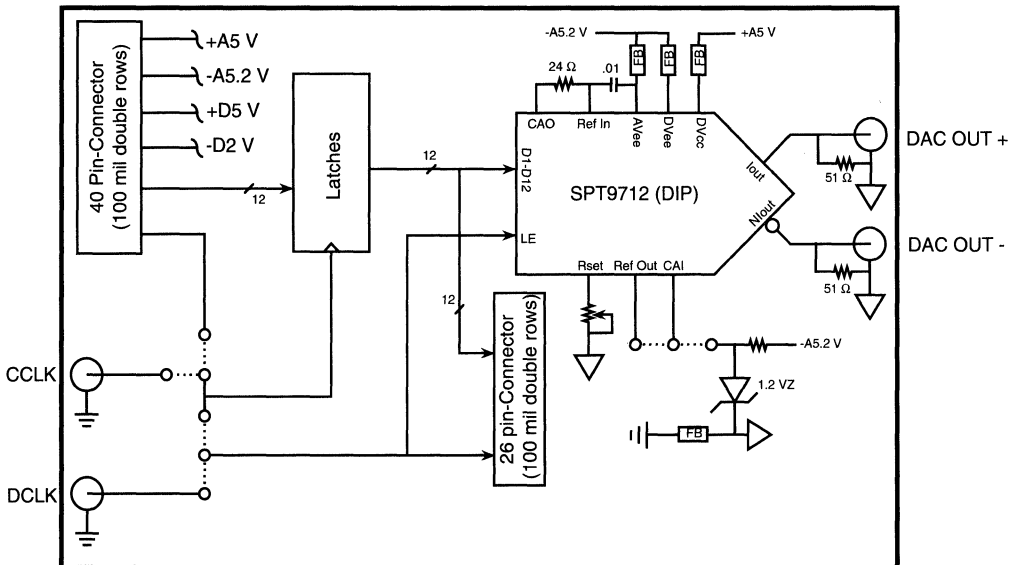 40 Pin-Connector
(100 mil double rows)
+A5 V
-A5.2 V
+D5 V
-D2 V
12
Latches
12
12
-A5.2 V
+A5 V
FB
FB
FB
24 Ω
.01
CAO
Ref In
AVee
DVee
DVcc
D1-D12
LE
SPT9712 (DIP)
Iout
NIout
Rset
Ref Out
CAI
51 Ω
DAC OUT +
51 Ω
DAC OUT -
26 pin-Connector
(100 mil double rows)
-A5.2 V
1.2 VZ
FB
CCLK
DCLK